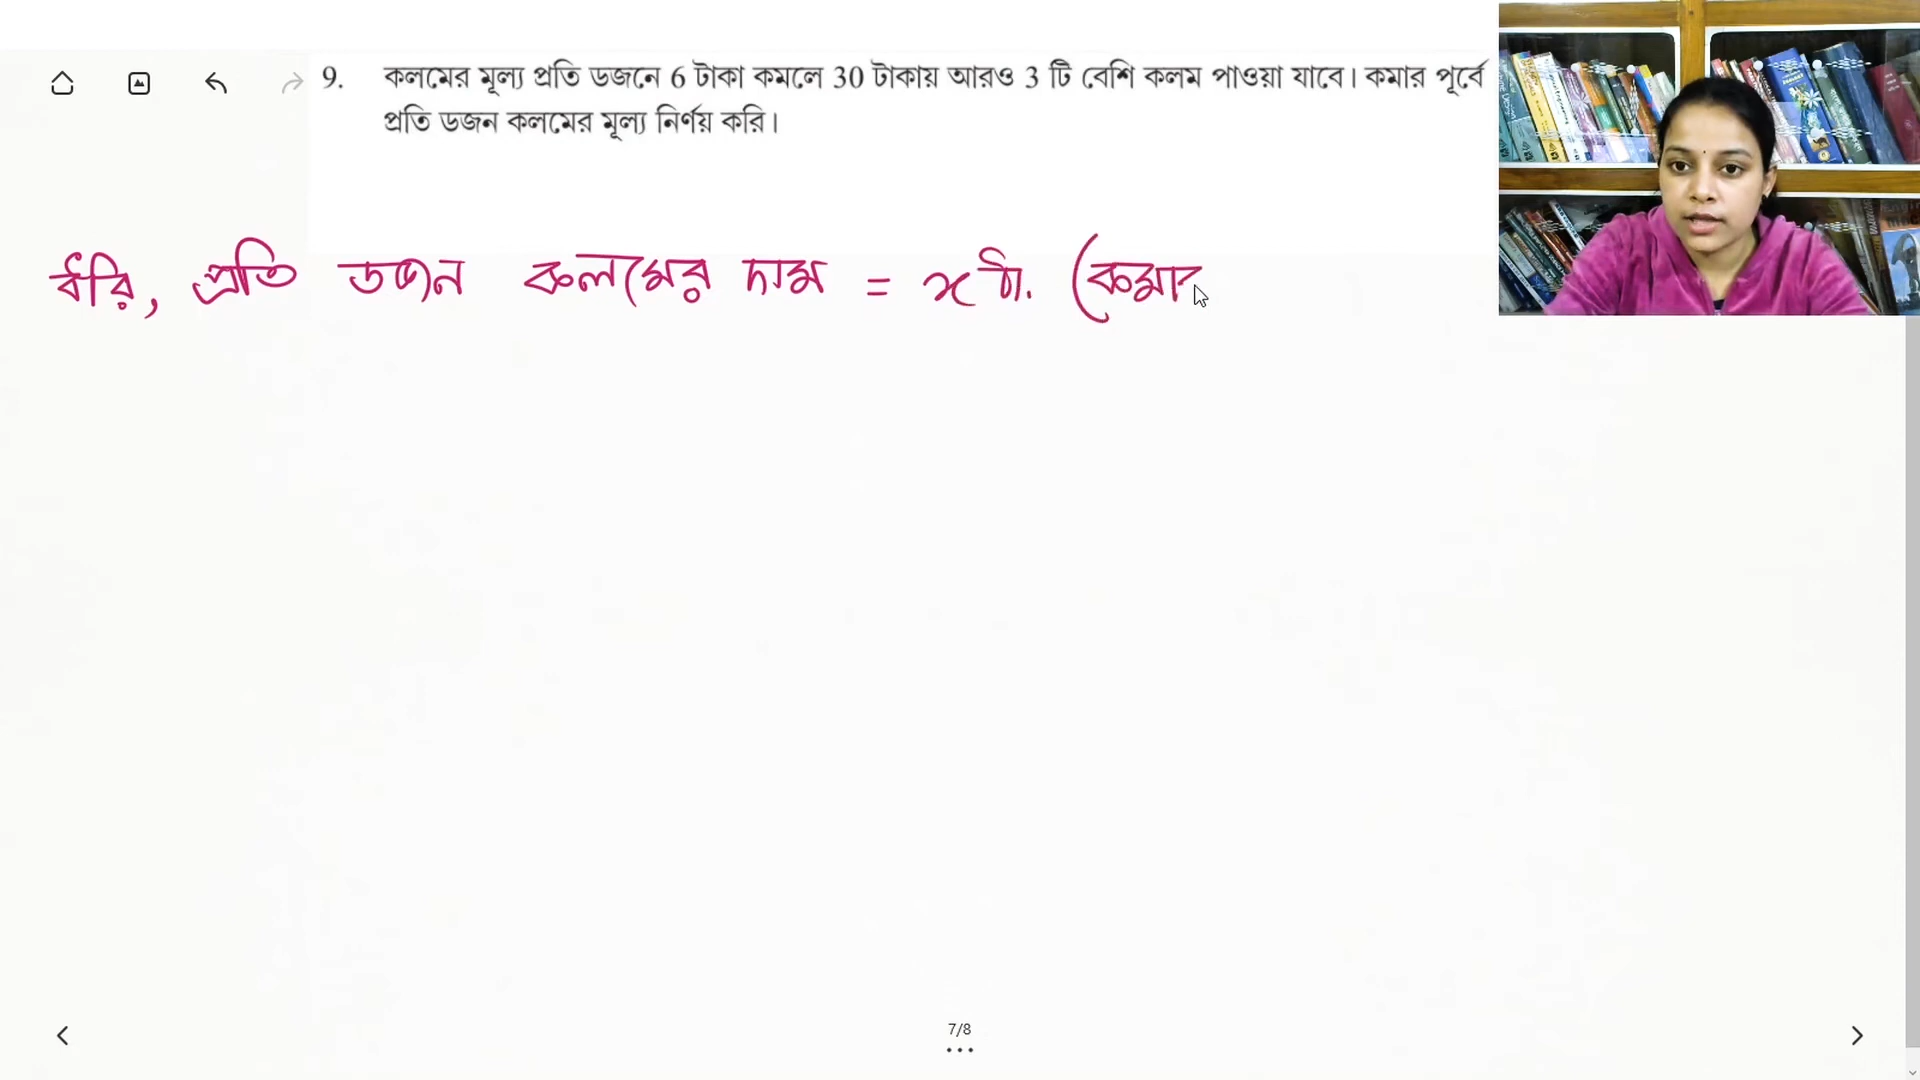 9. কলমের মূল্য প্রতি ডজনে 6 টাকা কমলে 30 টাকায় আরও 3 টি বেশি কলম পাওয়া যাবে। কমার পূর্বে
প্রতি ডজন কলমের মূল্য নির্ণয় করি।
ধরি, প্রতি ডজন কলমের দাম = x টা. (কমার
7/8